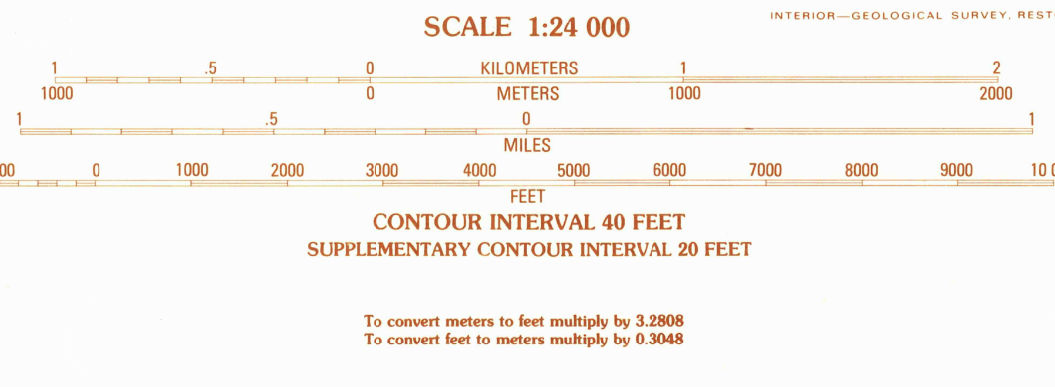 INTERIOR—GEOLOGICAL SURVEY, REST
SCALE 1:24 000
1 .5 0 KILOMETERS 1 2
1000 0 METERS 1000 2000
1 .5 0 1
MILES
00 0 1000 2000 3000 4000 5000 6000 7000 8000 9000 10 0
FEET
CONTOUR INTERVAL 40 FEET
SUPPLEMENTARY CONTOUR INTERVAL 20 FEET
To convert meters to feet multiply by 3.2808
To convert feet to meters multiply by 0.3048